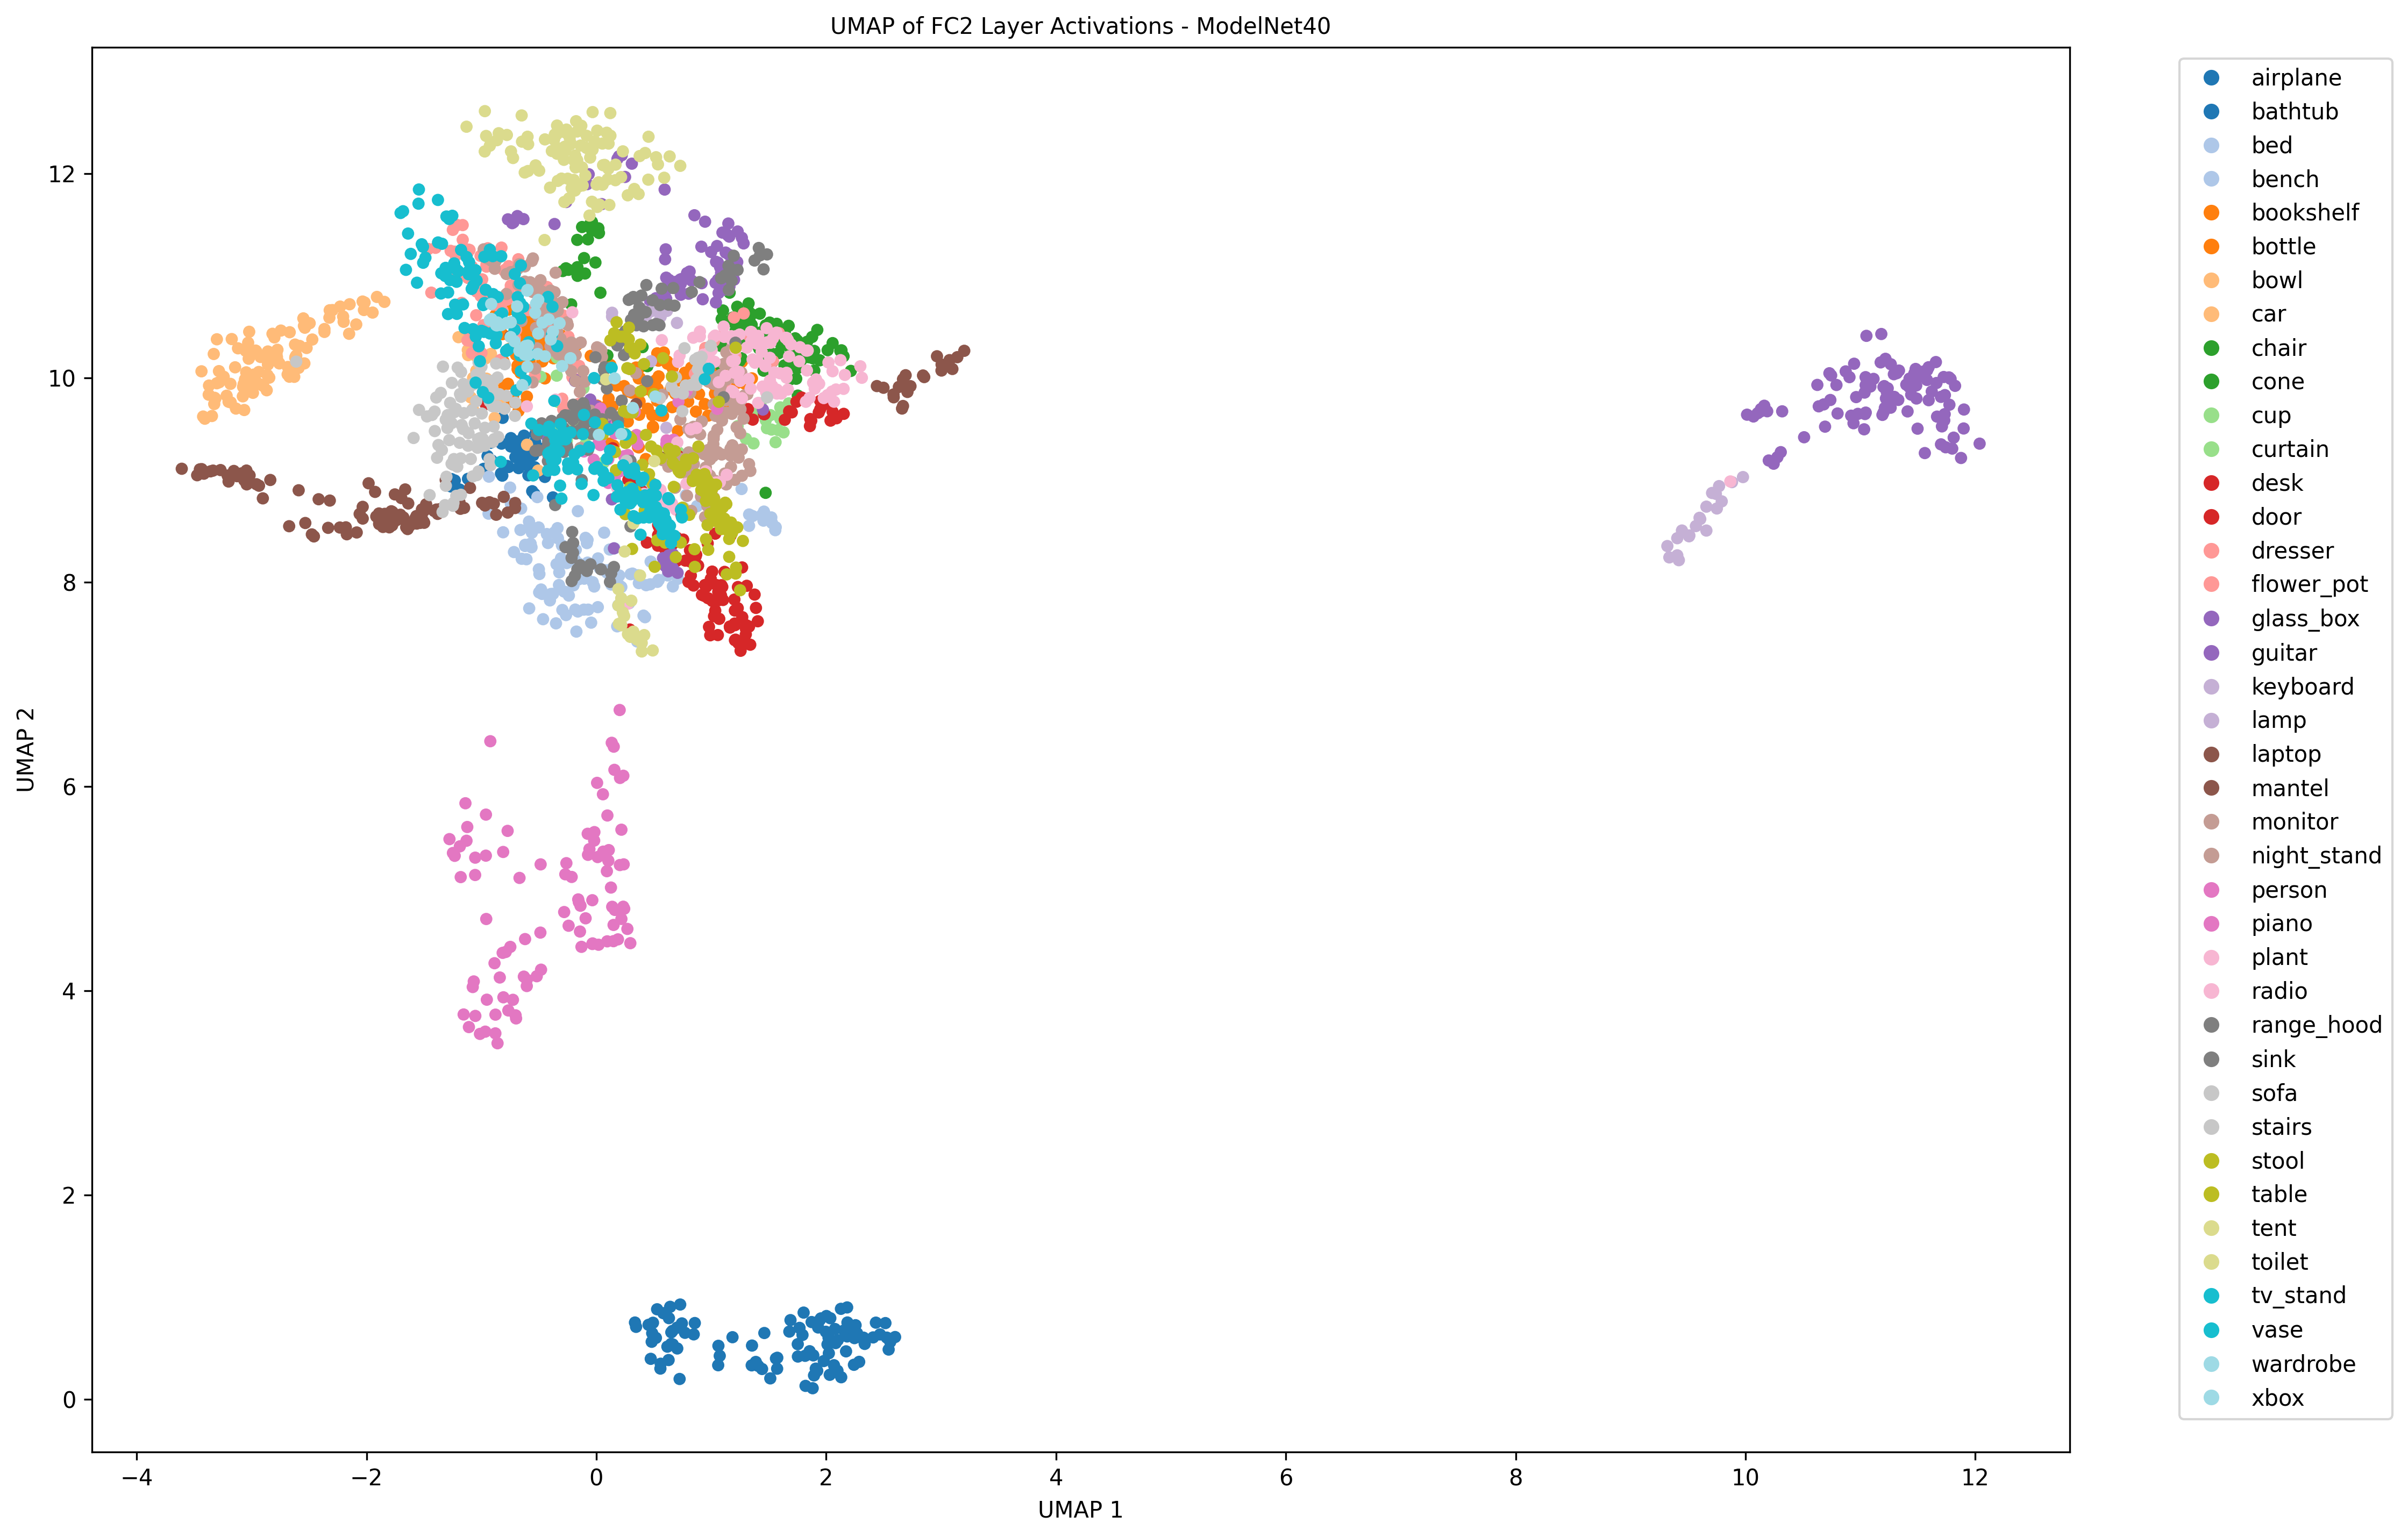 UMAP of FC2 Layer Activations - ModelNet40
12
10
8
6
4
2
0
UMAP 2
−4
−2
0
2
4
6
8
10
12
UMAP 1
airplane
bathtub
bed
bench
bookshelf
bottle
bowl
car
chair
cone
cup
curtain
desk
door
dresser
flower_pot
glass_box
guitar
keyboard
lamp
laptop
mantel
monitor
night_stand
person
piano
plant
radio
range_hood
sink
sofa
stairs
stool
table
tent
toilet
tv_stand
vase
wardrobe
xbox